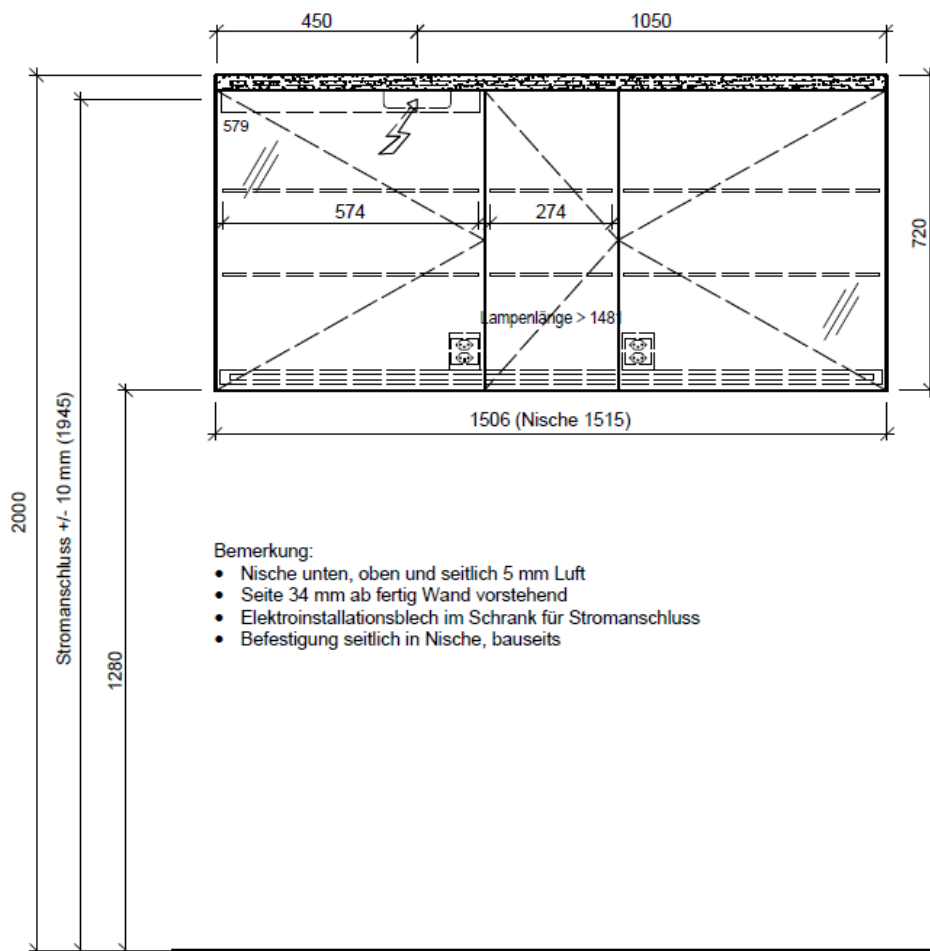 450
1050
579
574
274
720
Lampenlänge > 1481
1506 (Nische 1515)
2000
Stromanschluss +/- 10 mm (1945)
1280
Bemerkung:
• Nische unten, oben und seitlich 5 mm Luft
• Seite 34 mm ab fertig Wand vorstehend
• Elektroinstallationsblech im Schrank für Stromanschluss
• Befestigung seitlich in Nische, bauseits